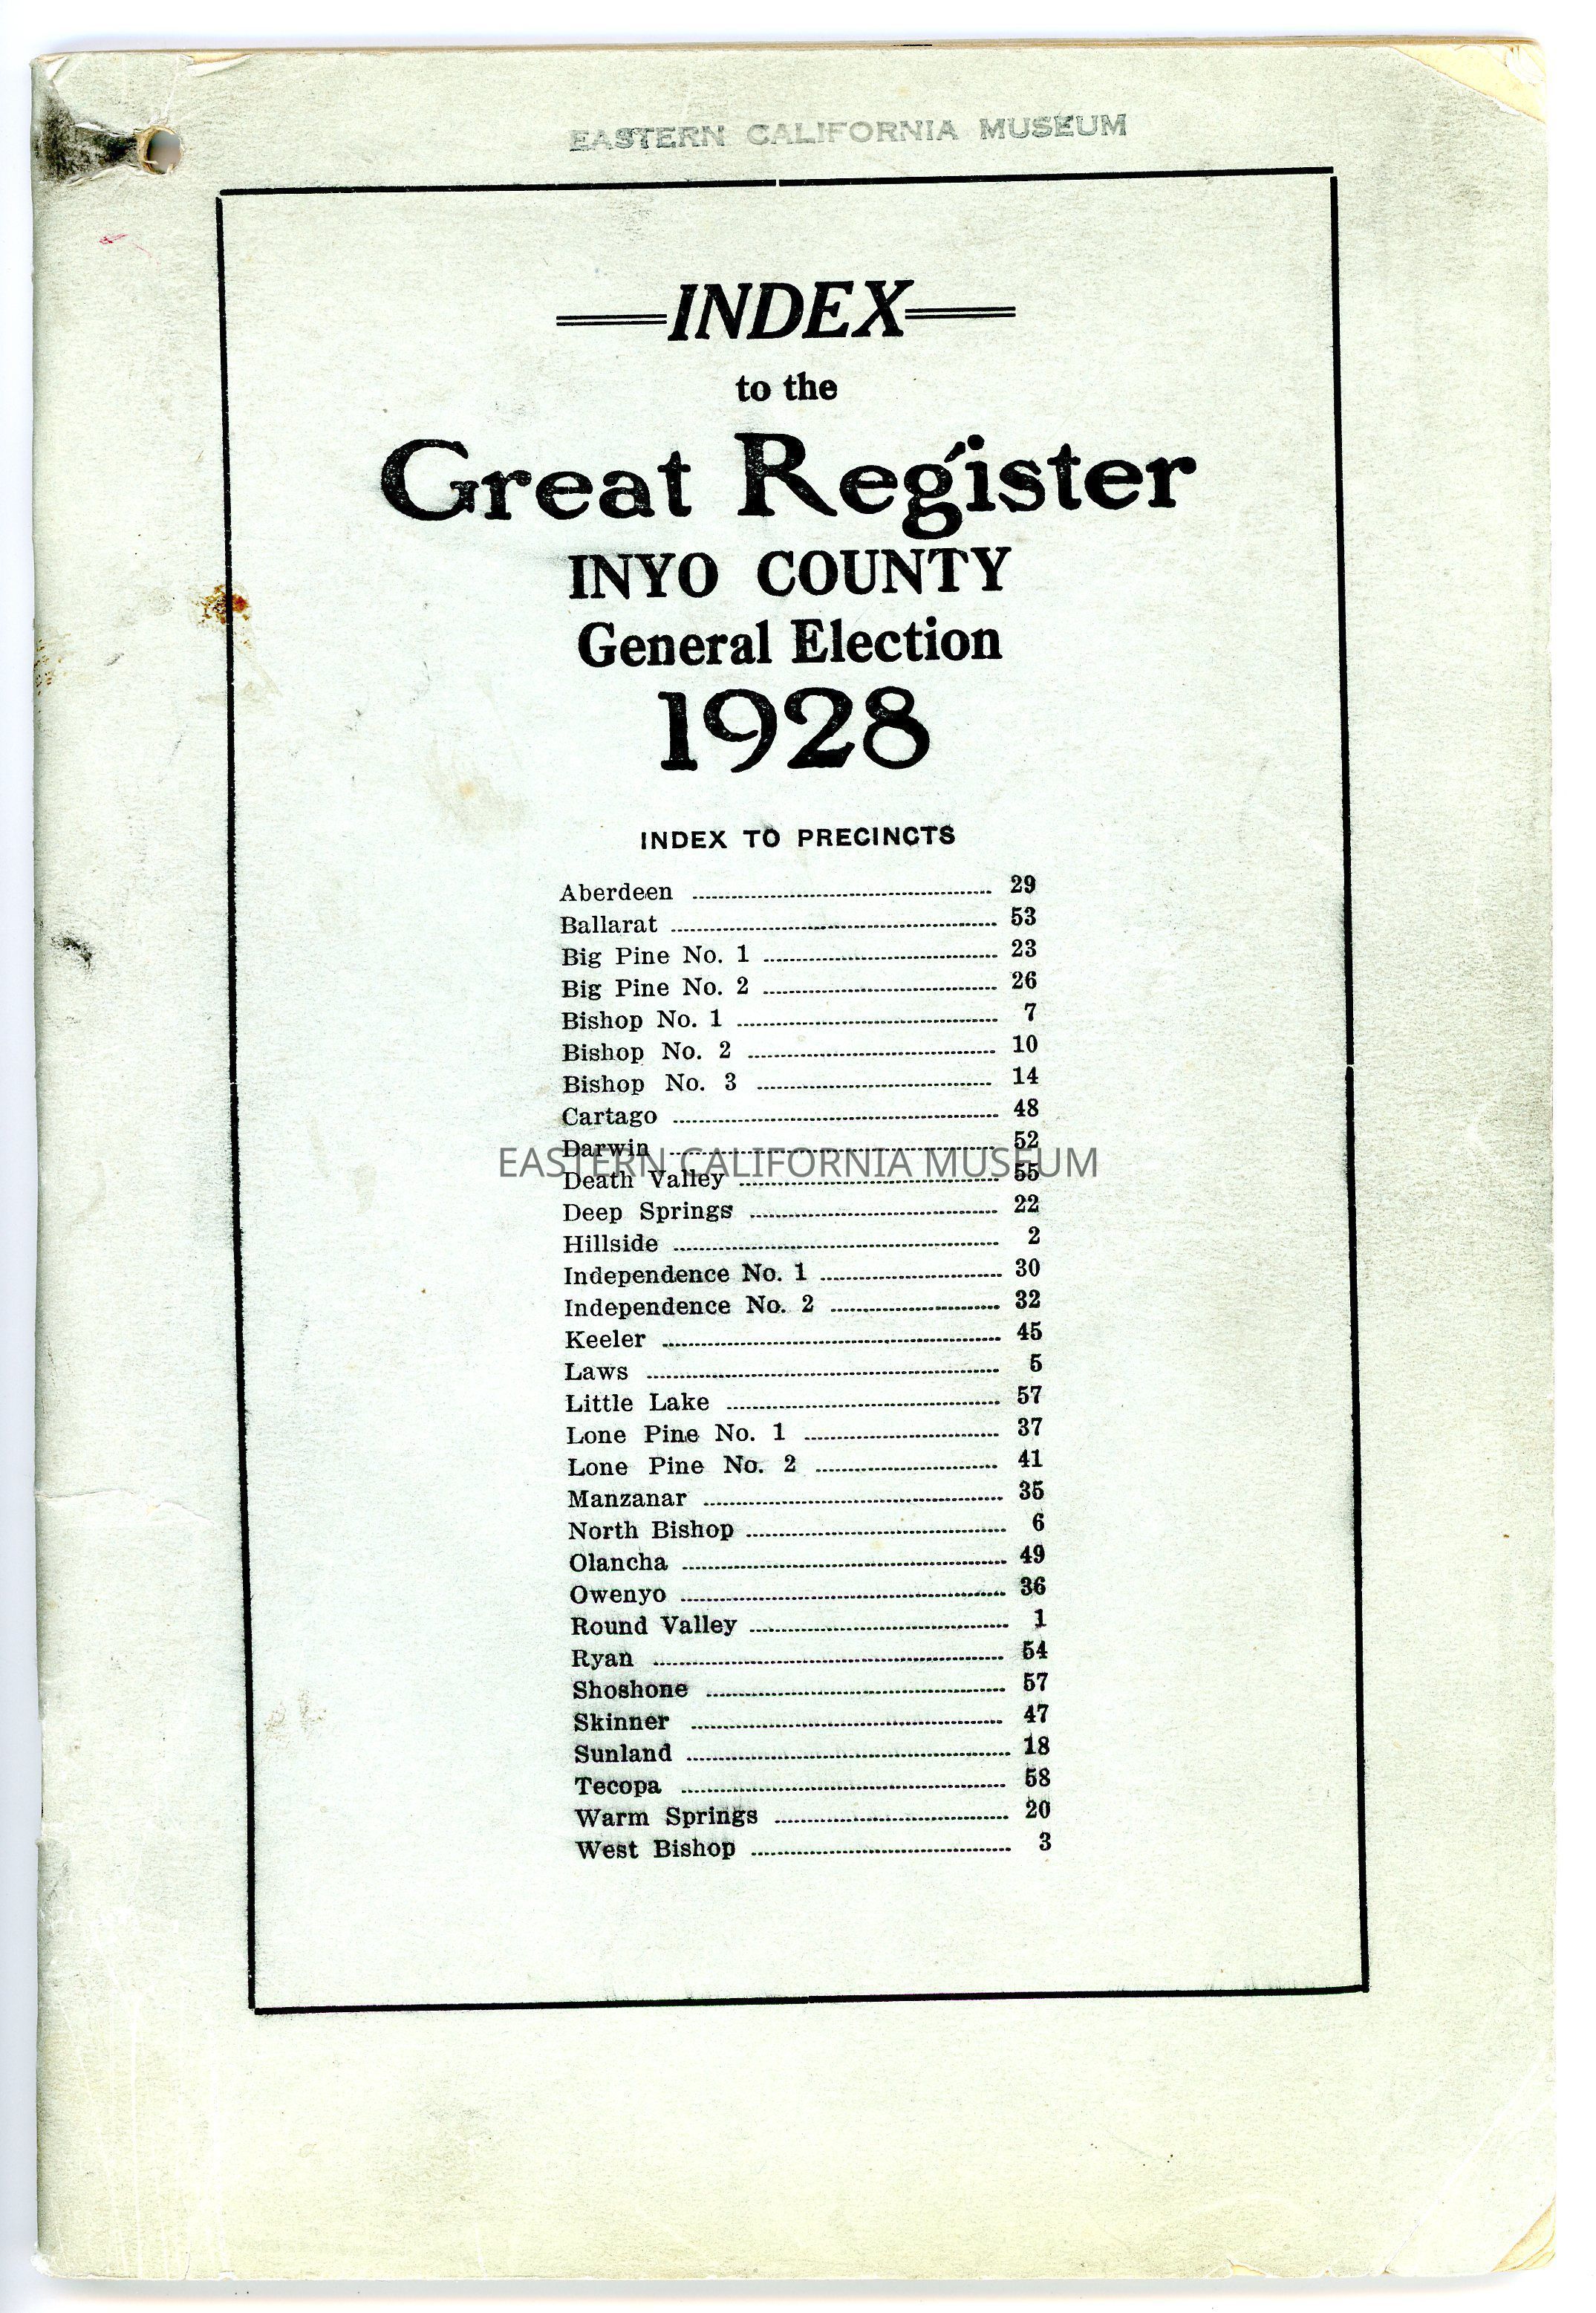 EASTERN CALIFORNIA MUSEUM
INDEX
to the
Great Register
INYO COUNTY
General Election
1928
INDEX TO PRECINCTS
Aberdeen 29
Ballarat 53
Big Pine No. 1 23
Big Pine No. 2 26
Bishop No. 1 7
Bishop No. 2 10
Bishop No. 3 14
Cartago 48
Darwin 52
EASTERN CALIFORNIA MUSEUM
Death Valley 55
Deep Springs 22
Hillside 2
Independence No. 1 30
Independence No. 2 32
Keeler 45
Laws 5
Little Lake 57
Lone Pine No. 1 37
Lone Pine No. 2 41
Manzanar 35
North Bishop 6
Olancha 49
Owenyo 36
Round Valley 1
Ryan 54
Shoshone 57
Skinner 47
Sunland 18
Tecopa 58
Warm Springs 20
West Bishop 3